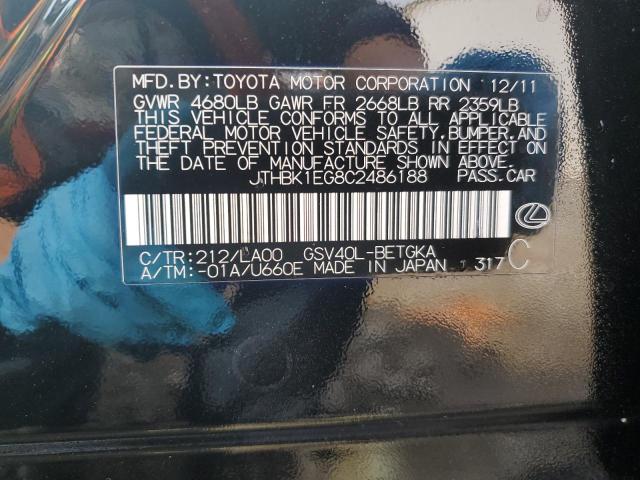 MFD.BY:TOYOTA MOTOR CORPORATION 12/11
GVWR 4680LB GAWR FR 2668LB RR 2359LB
THIS VEHICLE CONFORMS TO ALL APPLICABLE
FEDERAL MOTOR VEHICLE SAFETY,BUMPER,AND
THEFT PREVENTION STANDARDS IN EFFECT ON
THE DATE OF MANUFACTURE SHOWN ABOVE.
JTHBK1EG8C2486188 PASS.CAR
C/TR:212/LA00 GSV40L-BETGKA
A/TM:-01A/U660E MADE IN JAPAN 317 C